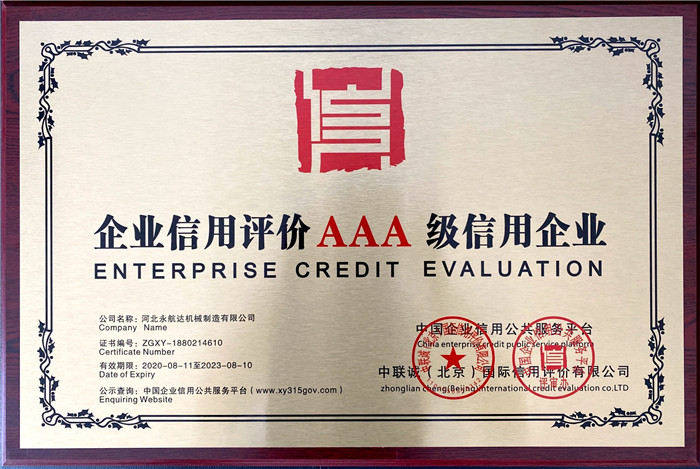 信
企业信用评价AAA 级信用企业
ENTERPRISE CREDIT EVALUATION
公司名称：河北永航达机械制造有限公司
Company Name
证书编号：ZGXY-1880214610
Certificate Number
有效期限：2020-08-11至2023-08-10
Date of Expiry
公示查询：中国企业信用公共服务平台（www.xy315gov.com）
Enquiring Website
中国企业信用公共服务平台
China enterprise credit public service platform
中联诚（北京）国际信用评价有限公司
zhonglian cheng(Beijing)international credit evaluation co.LTD
评审办